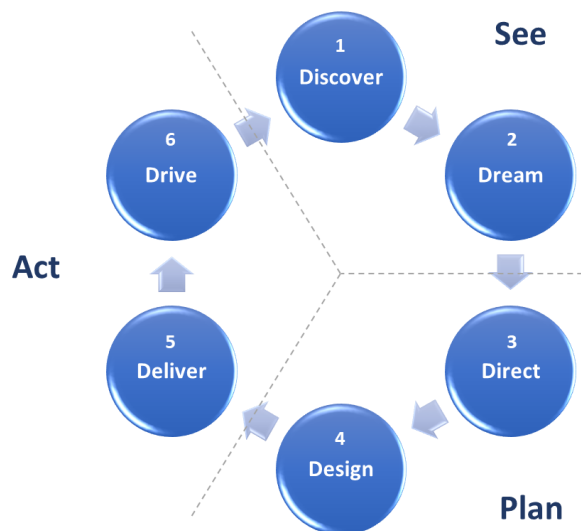 See
1
Discover
2
Dream
3
Direct
Plan
4
Design
5
Deliver
Act
6
Drive